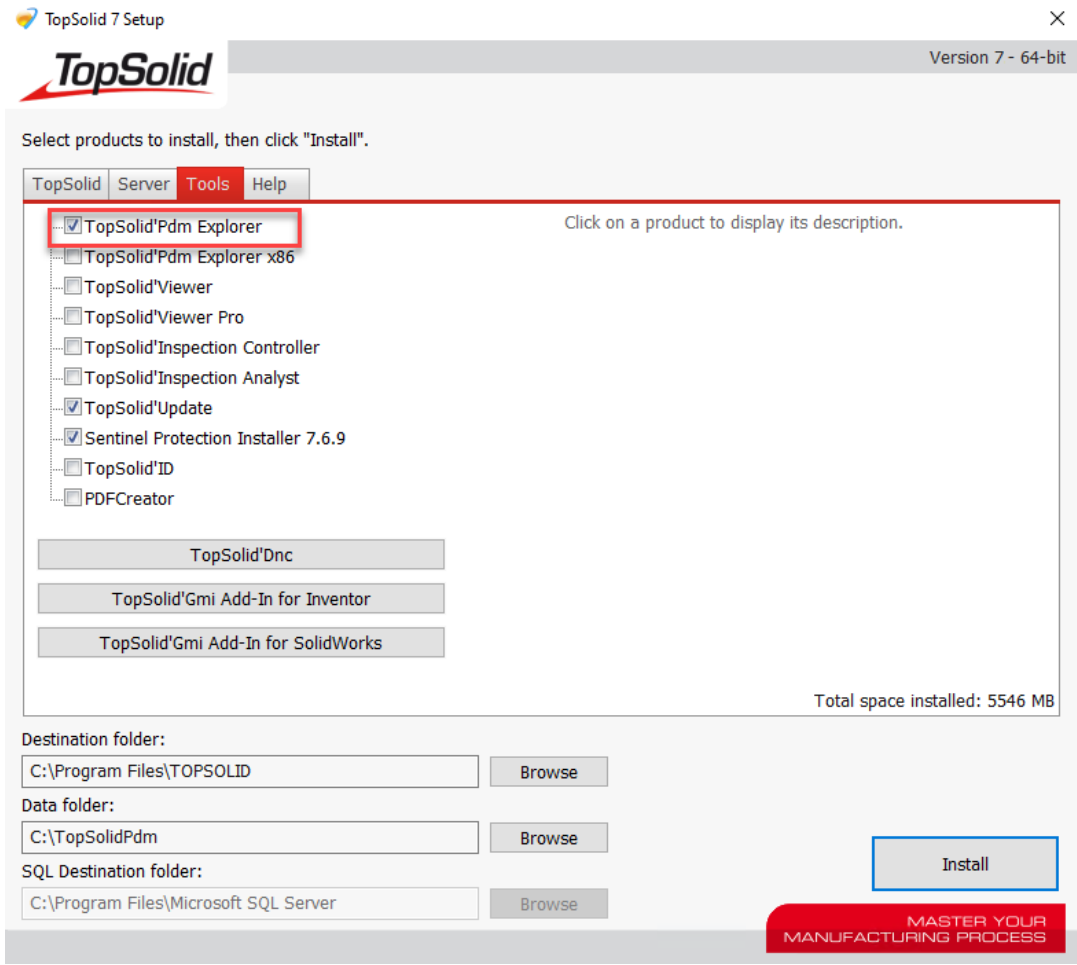 TopSolid 7 Setup
TopSolid
Version 7 - 64-bit
Select products to install, then click "Install".
TopSolid Server Tools Help
TopSolid'Pdm Explorer
Click on a product to display its description.
TopSolid'Pdm Explorer x86
TopSolid'Viewer
TopSolid'Viewer Pro
TopSolid'Inspection Controller
TopSolid'Inspection Analyst
TopSolid'Update
Sentinel Protection Installer 7.6.9
TopSolid'ID
PDFCreator
TopSolid'Dnc
TopSolid'Gmi Add-In for Inventor
TopSolid'Gmi Add-In for SolidWorks
Total space installed: 5546 MB
Destination folder:
C:\Program Files\TOPSOLID
Browse
Data folder:
C:\TopSolidPdm
Browse
SQL Destination folder:
C:\Program Files\Microsoft SQL Server
Browse
Install
MASTER YOUR
MANUFACTURING PROCESS